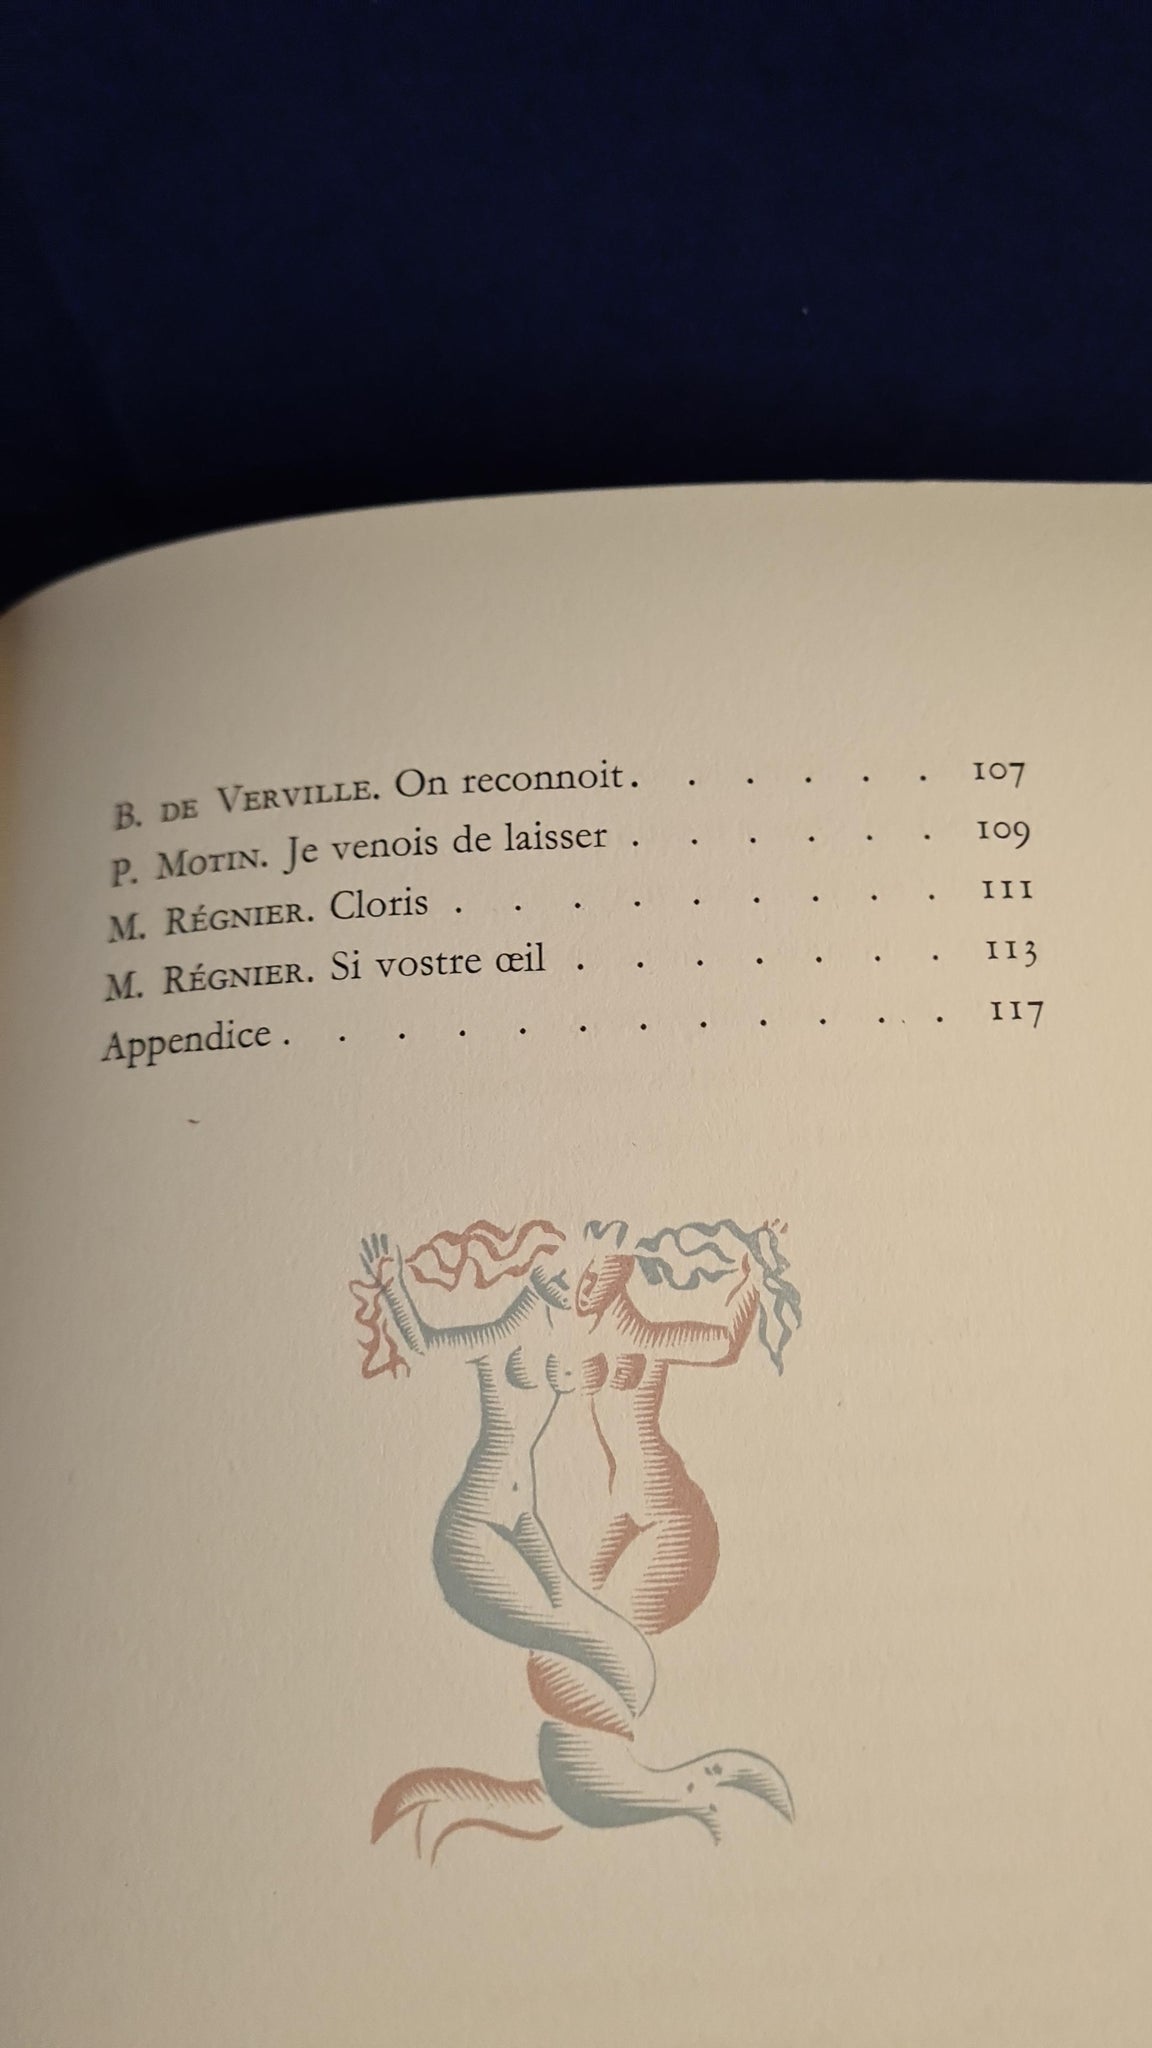 B. DE VERVILLE. On reconnoit. . . . . . 107
P. MOTIN. Je venois de laisser . . . . . . 109
M. RÉGNIER. Cloris . . . . . . . . . 111
M. RÉGNIER. Si vostre œil . . . . . . . 113
Appendice . . . . . . . . . . . . 117